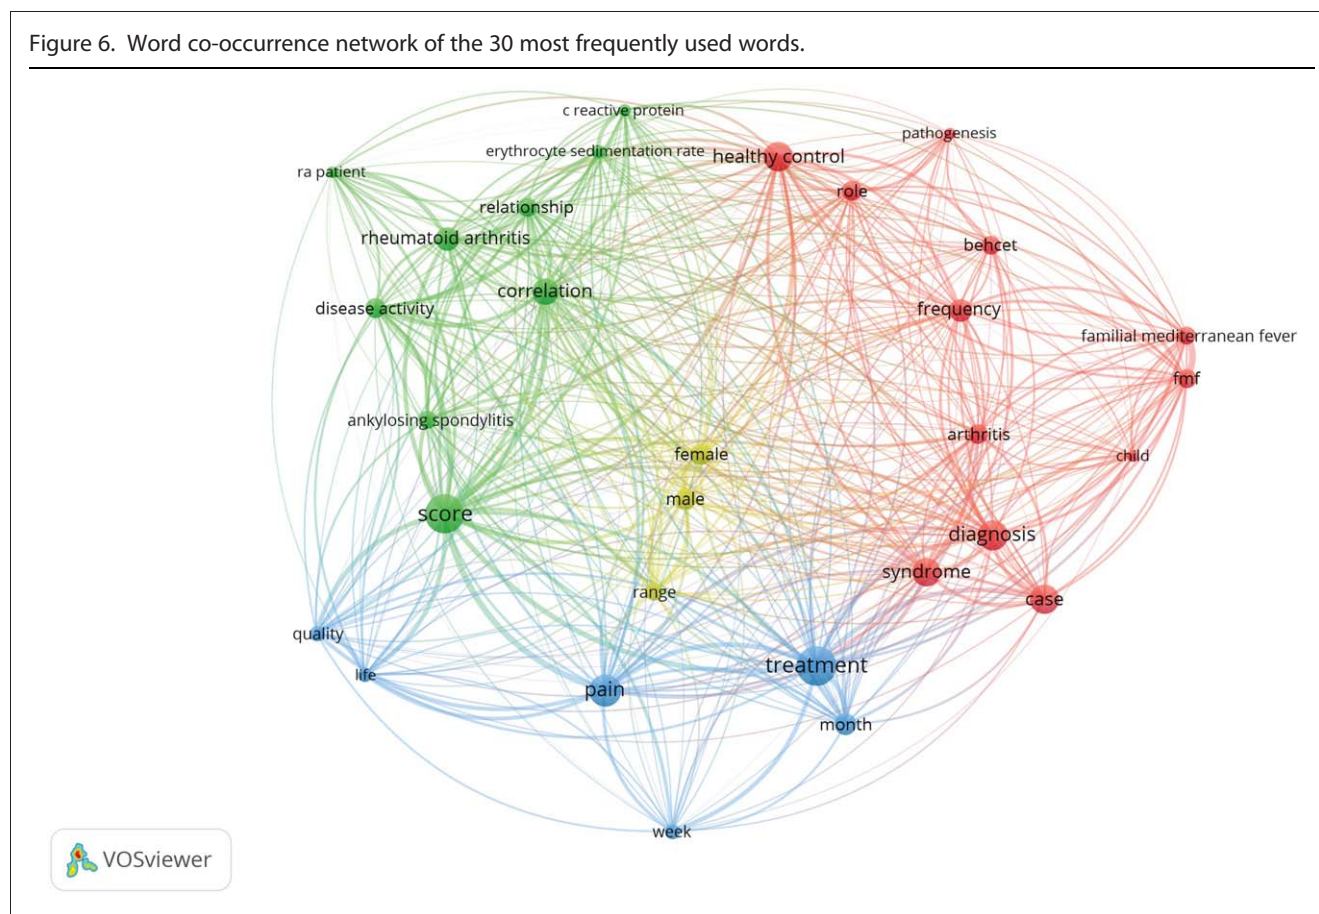 Figure 6. Word co-occurrence network of the 30 most frequently used words.
c reactive protein
pathogenesis
erythrocyte sedimentation rate
healthy control
ra patient
role
relationship
rheumatoid arthritis
behcet
correlation
disease activity
frequency
familial mediterranean fever
fmf
ankylosing spondylitis
arthritis
female
child
male
score
diagnosis
syndrome
range
case
quality
treatment
life
pain
month
week
VOSviewer